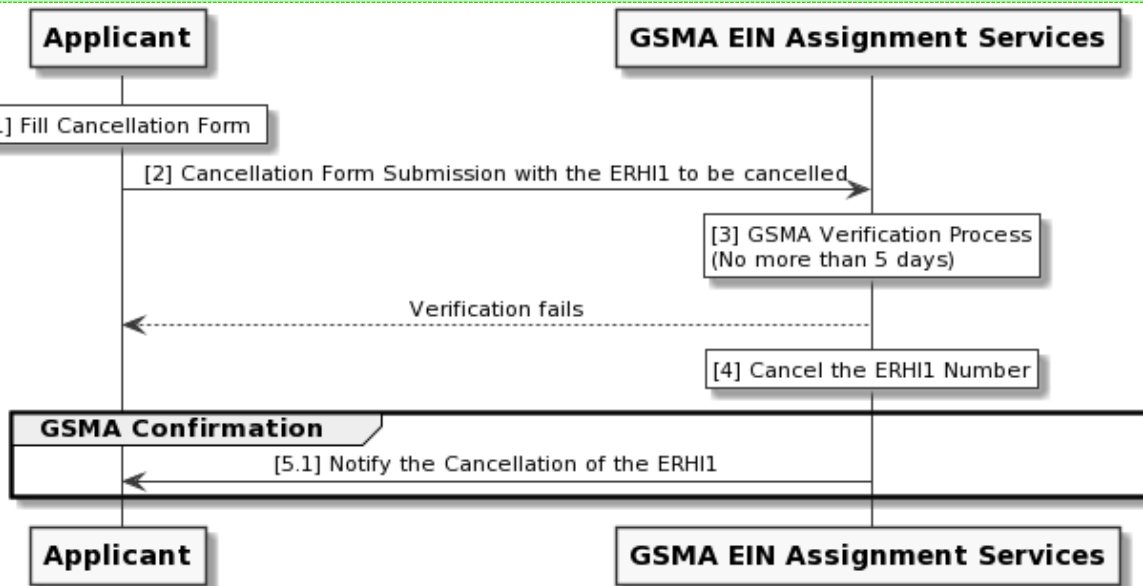 Applicant
GSMA EIN Assignment Services
] Fill Cancellation Form
[2] Cancellation Form Submission with the ERHI1 to be cancelled
[3] GSMA Verification Process
(No more than 5 days)
Verification fails
[4] Cancel the ERHI1 Number
GSMA Confirmation
[5.1] Notify the Cancellation of the ERHI1
Applicant
GSMA EIN Assignment Services